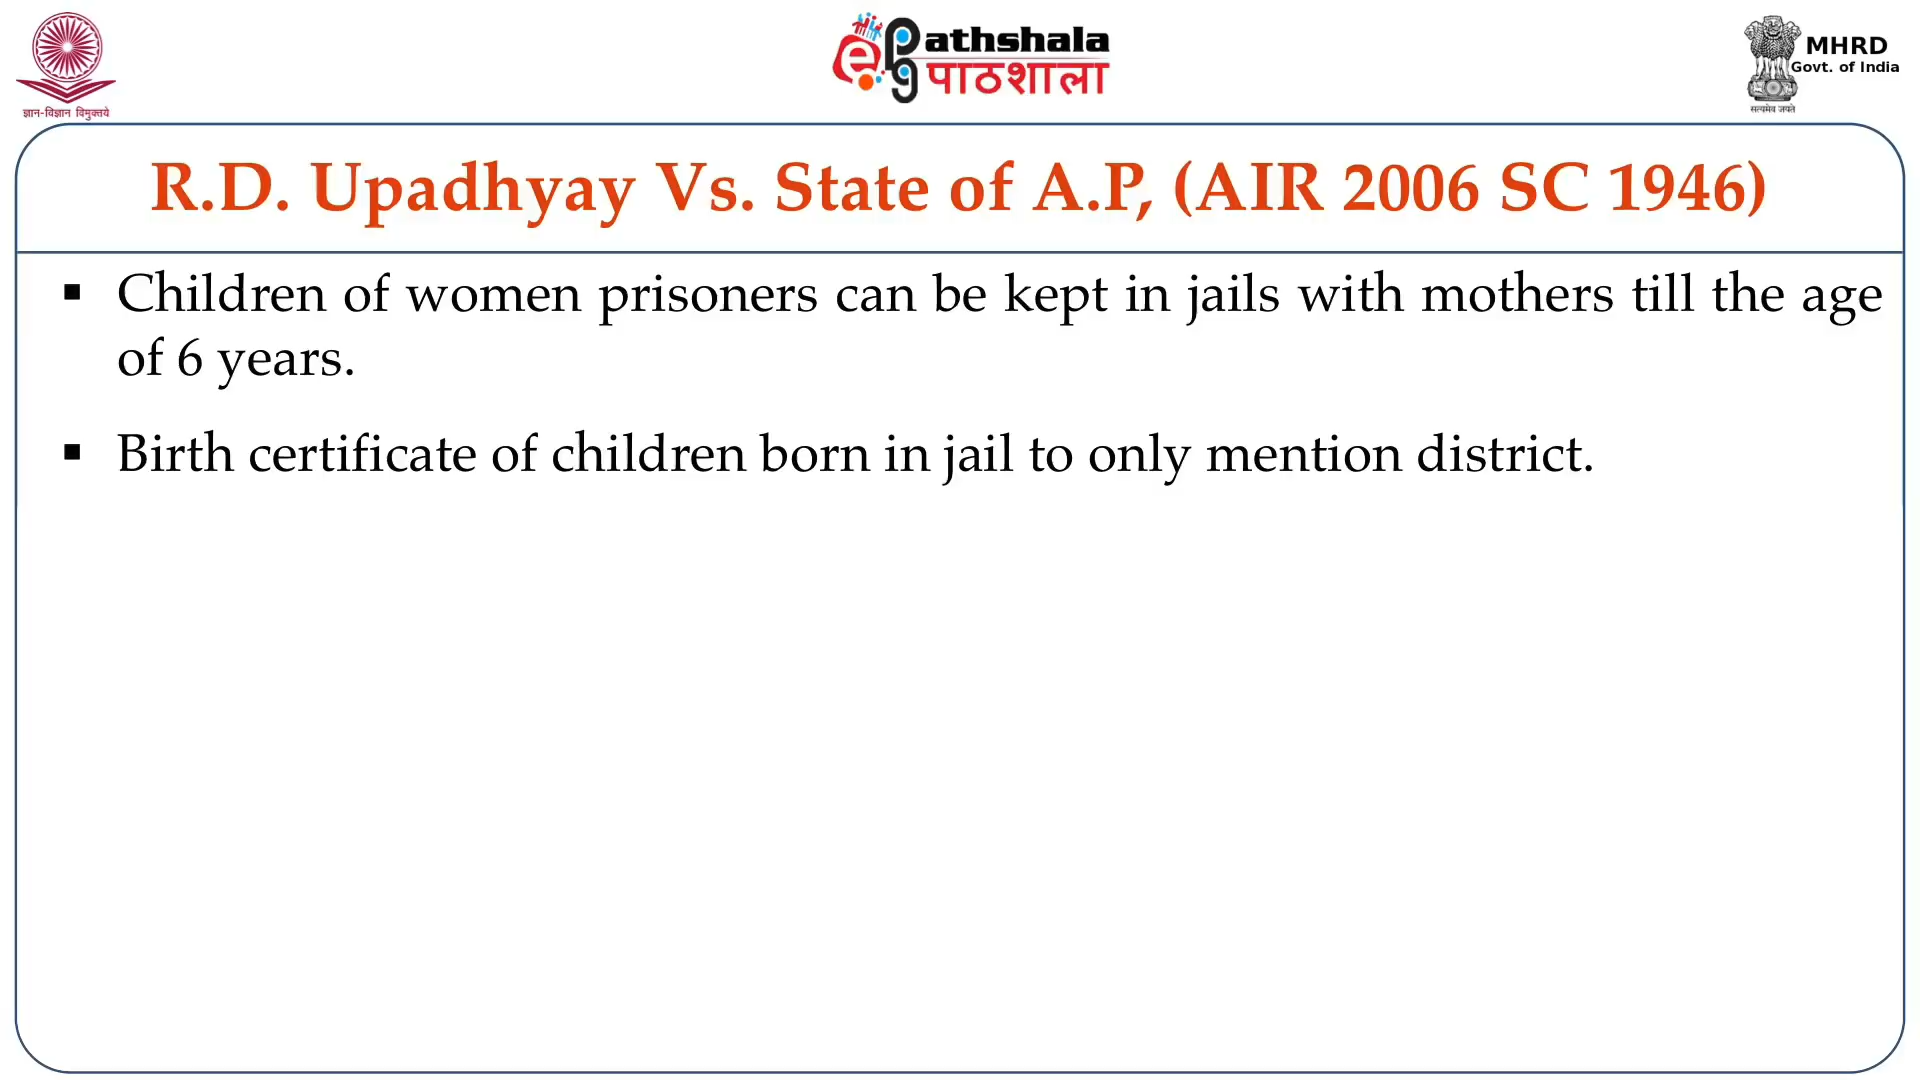 ज्ञान-विज्ञान विमुक्तये
ePathshala
पाठशाला
MHRD
Govt. of India
सत्यमेव जयते
R.D. Upadhyay Vs. State of A.P, (AIR 2006 SC 1946)
▪ Children of women prisoners can be kept in jails with mothers till the age
of 6 years.
▪ Birth certificate of children born in jail to only mention district.